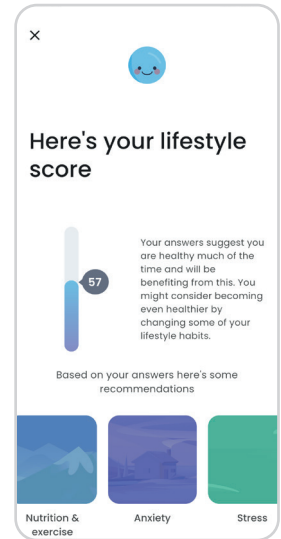 Here's your lifestyle
score
57
Your answers suggest you
are healthy much of the
time and will be
benefiting from this. You
might consider becoming
even healthier by
changing some of your
lifestyle habits.
Based on your answers here's some
recommendations
Nutrition &
exercise
Anxiety
Stress